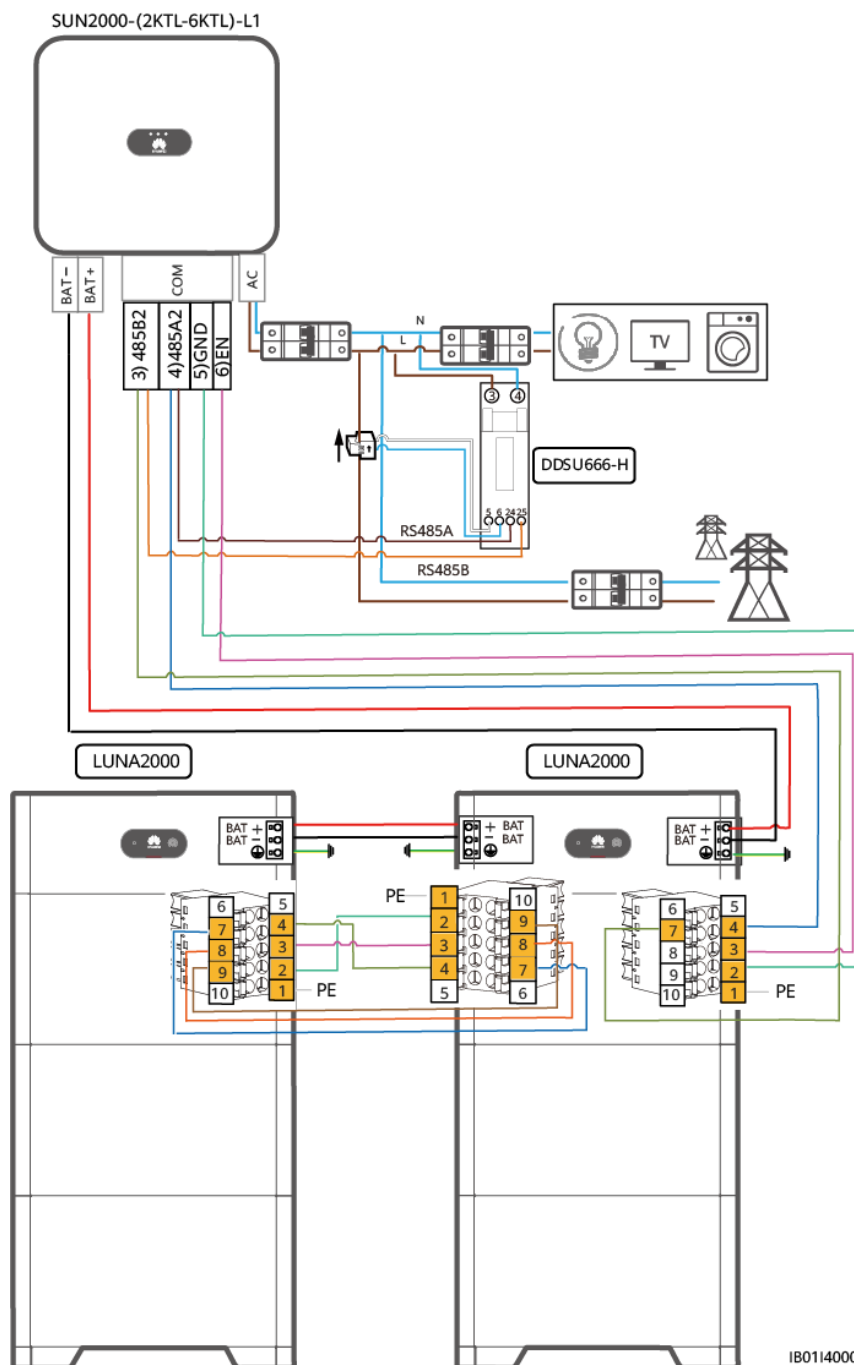 SUN2000-(2KTL-6KTL)-L1
BAT−
BAT+
COM
AC
3) 485B2
4)485A2
5)GND
6)EN
N
L
TV
3 4
DDSU666-H
5 6 24 25
RS485A
RS485B
LUNA2000
LUNA2000
BAT +
BAT −
+ BAT
− BAT
BAT +
BAT −
6 5
7 4
8 3
9 2
10 1
PE
PE
1 10
2 9
3 8
4 7
5 6
6 5
7 4
8 3
9 2
10 1
PE
IB01I4000